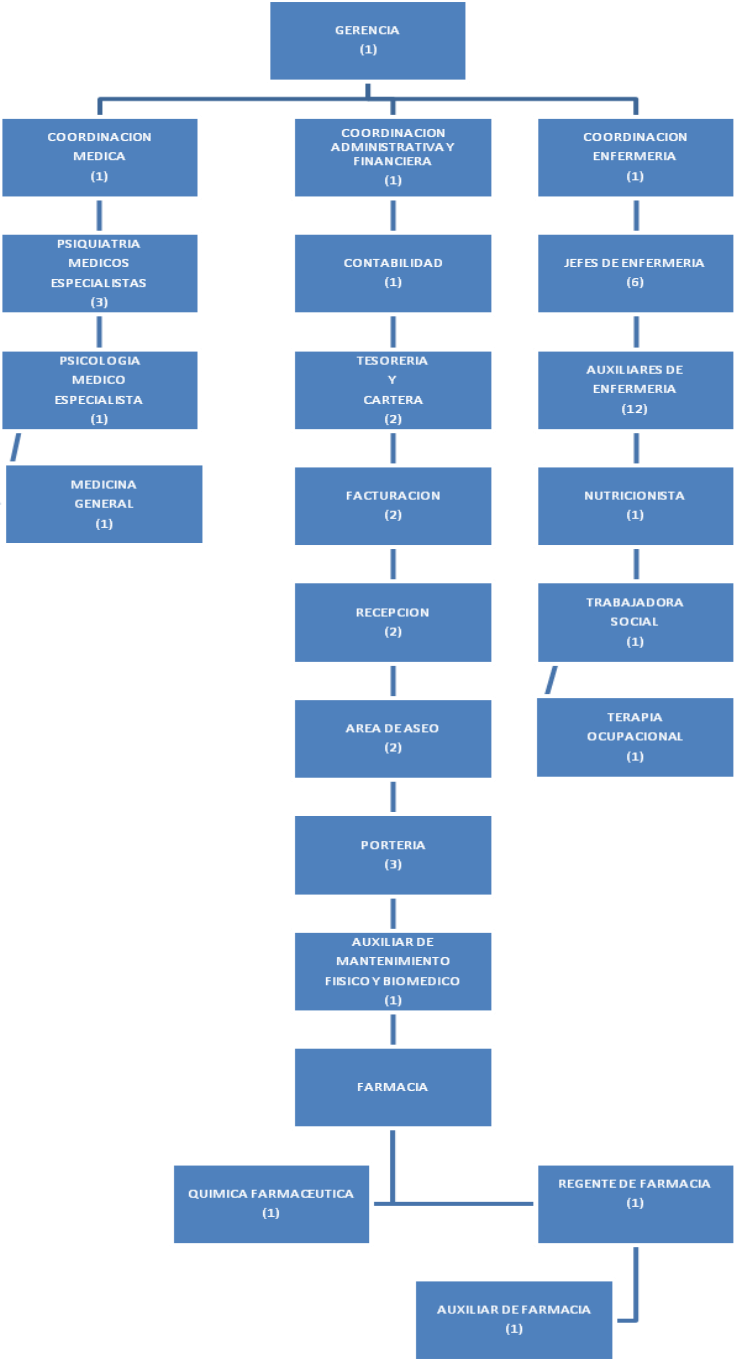 GERENCIA
(1)
COORDINACION
MEDICA
(1)
COORDINACION
ADMINISTRATIVA Y
FINANCIERA
(1)
COORDINACION
ENFERMERIA
(1)
PSIQUIATRIA
MEDICOS
ESPECIALISTAS
(3)
CONTABILIDAD
(1)
JEFES DE ENFERMERIA
(6)
PSICOLOGIA
MEDICO
ESPECIALISTA
(1)
TESORERIA
Y
CARTERA
(2)
AUXILIARES DE
ENFERMERIA
(12)
MEDICINA
GENERAL
(1)
FACTURACION
(2)
NUTRICIONISTA
(1)
RECEPCION
(2)
TRABAJADORA
SOCIAL
(1)
AREA DE ASEO
(2)
TERAPIA
OCUPACIONAL
(1)
PORTERIA
(3)
AUXILIAR DE
MANTENIMIENTO
FIISICO Y BIOMEDICO
(1)
FARMACIA
QUIMICA FARMACEUTICA
(1)
REGENTE DE FARMACIA
(1)
AUXILIAR DE FARMACIA
(1)